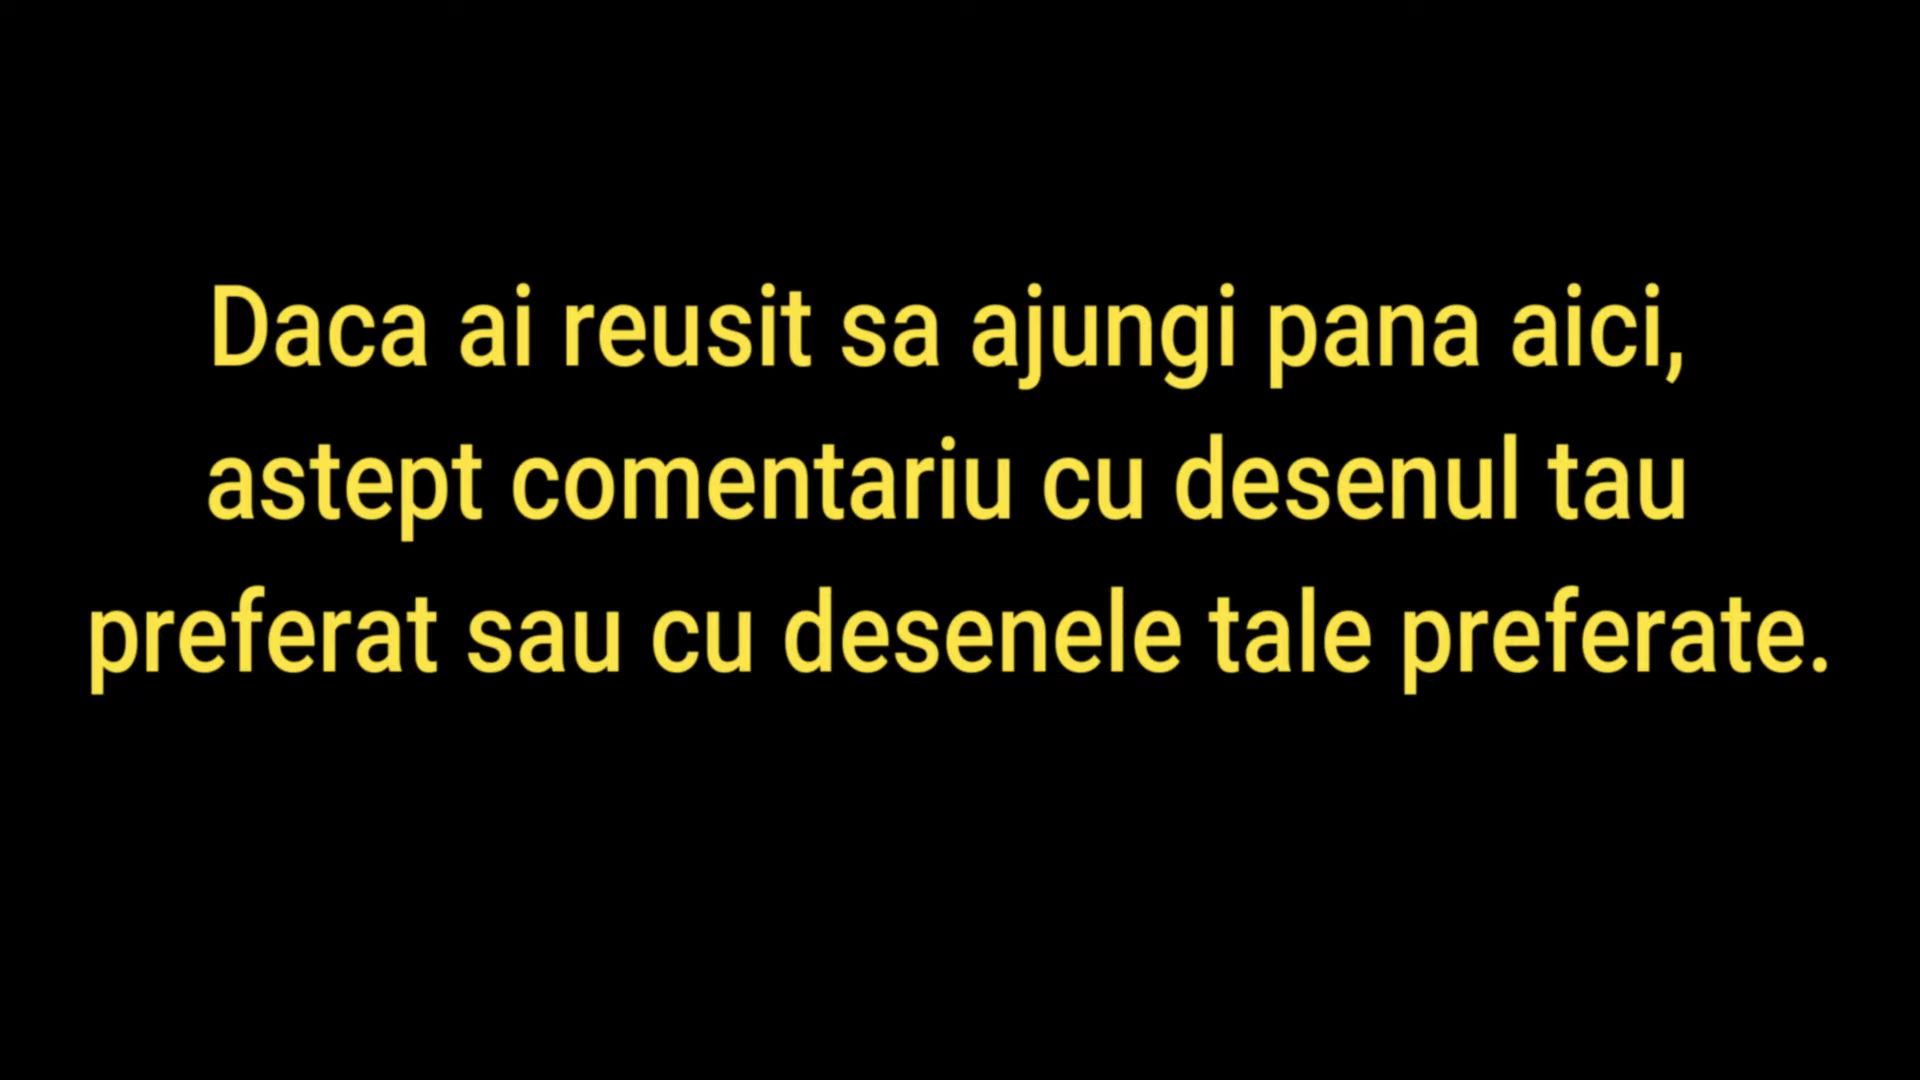 Daca ai reusit sa ajungi pana aici,
astept comentariu cu desenul tau
preferat sau cu desenele tale preferate.